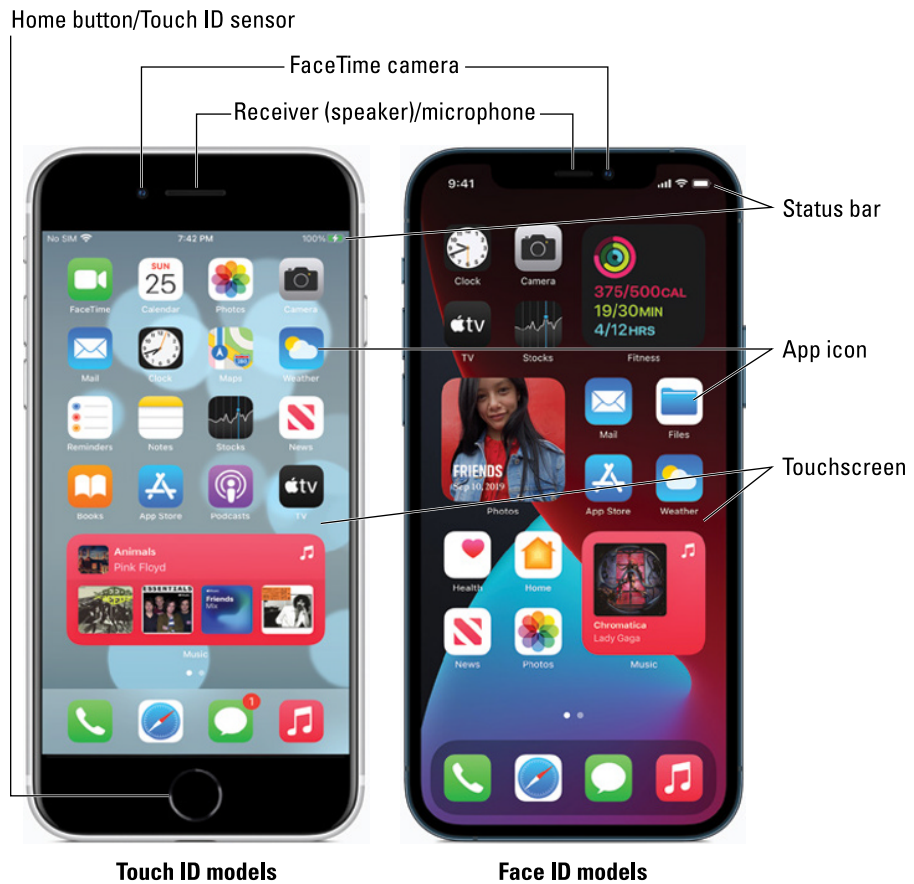 Home button/Touch ID sensor
FaceTime camera
Receiver (speaker)/microphone
Status bar
App icon
Touchscreen
No SIM 7:42 PM 100%
SUN
25
FaceTime Calendar Photos Camera
280
Mail Clock Maps Weather
Reminders Notes Stocks News
tv
Books App Store Podcasts TV
Animals
Pink Floyd
ESSENTIALS
Friends
Mix
Music
1
9:41
Clock Camera
375/500CAL
19/30MIN
4/12HRS
tv
TV Stocks Fitness
Mail Files
FRIENDS
Sep 10, 2019
Photos App Store Weather
Health Home
Chromatica
Lady Gaga
News Photos Music
Touch ID models Face ID models